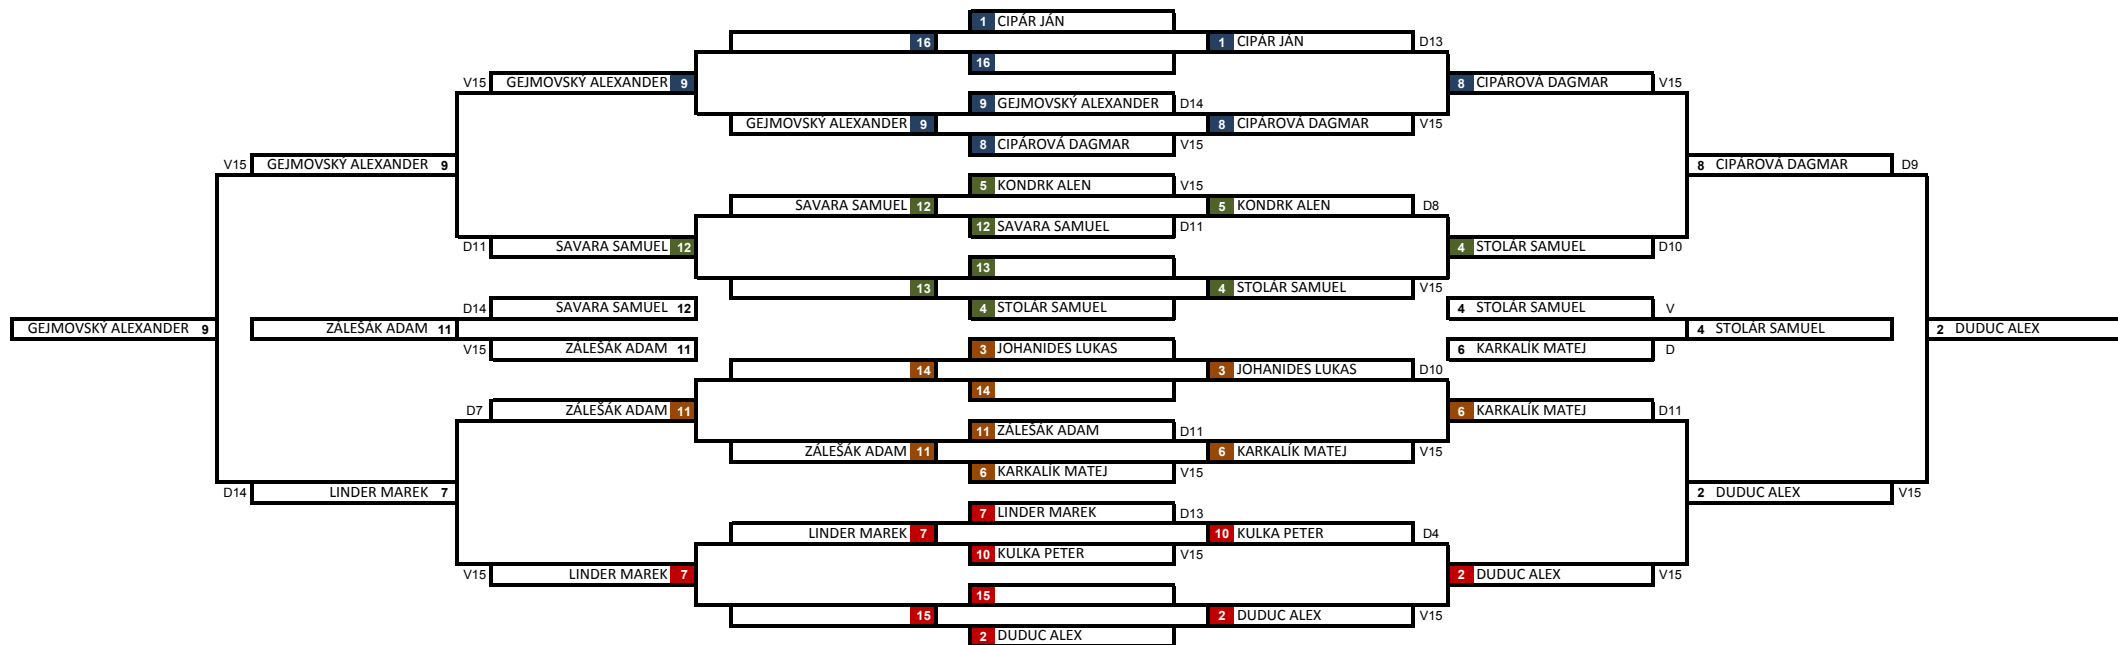 1 CIPÁR JÁN
16 1 CIPÁR JÁN D13
16
V15 GEJMOVSKÝ ALEXANDER 9 8 CIPÁROVÁ DAGMAR V15
9 GEJMOVSKÝ ALEXANDER D14
GEJMOVSKÝ ALEXANDER 9 8 CIPÁROVÁ DAGMAR V15
8 CIPÁROVÁ DAGMAR V15
V15 GEJMOVSKÝ ALEXANDER 9 8 CIPÁROVÁ DAGMAR D9
5 KONDRK ALEN V15
SAVARA SAMUEL 12 5 KONDRK ALEN D8
12 SAVARA SAMUEL D11
D11 SAVARA SAMUEL 12 4 STOLÁR SAMUEL D10
13
13 4 STOLÁR SAMUEL V15
D14 SAVARA SAMUEL 12 4 STOLÁR SAMUEL 4 STOLÁR SAMUEL V
GEJMOVSKÝ ALEXANDER 9 ZÁLEŠÁK ADAM 11 4 STOLÁR SAMUEL 2 DUDUC ALEX
V15 ZÁLEŠÁK ADAM 11 3 JOHANIDES LUKAS 6 KARKALÍK MATEJ D
14 3 JOHANIDES LUKAS D10
14
D7 ZÁLEŠÁK ADAM 11 6 KARKALÍK MATEJ D11
11 ZÁLEŠÁK ADAM D11
ZÁLEŠÁK ADAM 11 6 KARKALÍK MATEJ V15
6 KARKALÍK MATEJ V15
D14 LINDER MAREK 7 2 DUDUC ALEX V15
7 LINDER MAREK D13
LINDER MAREK 7 10 KULKA PETER D4
10 KULKA PETER V15
V15 LINDER MAREK 7 2 DUDUC ALEX V15
15
15 2 DUDUC ALEX V15
2 DUDUC ALEX